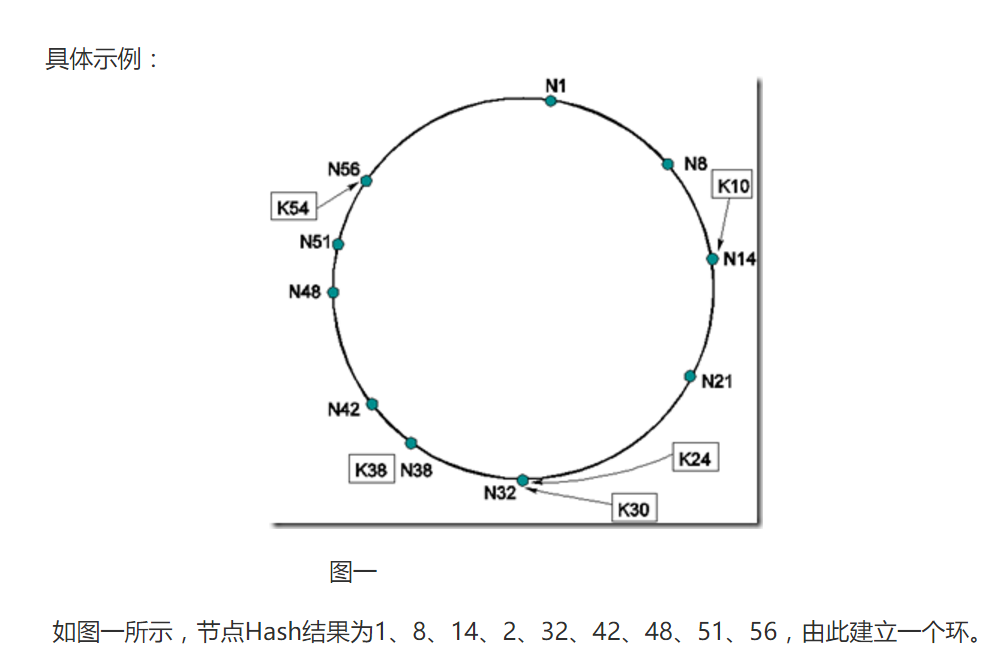 具体示例：
N1
N56
N8
K10
K54
N51
N14
N48
N21
N42
K38 N38
K24
N32
K30
图一
如图一所示，节点Hash结果为1、8、14、2、32、42、48、51、56，由此建立一个环。